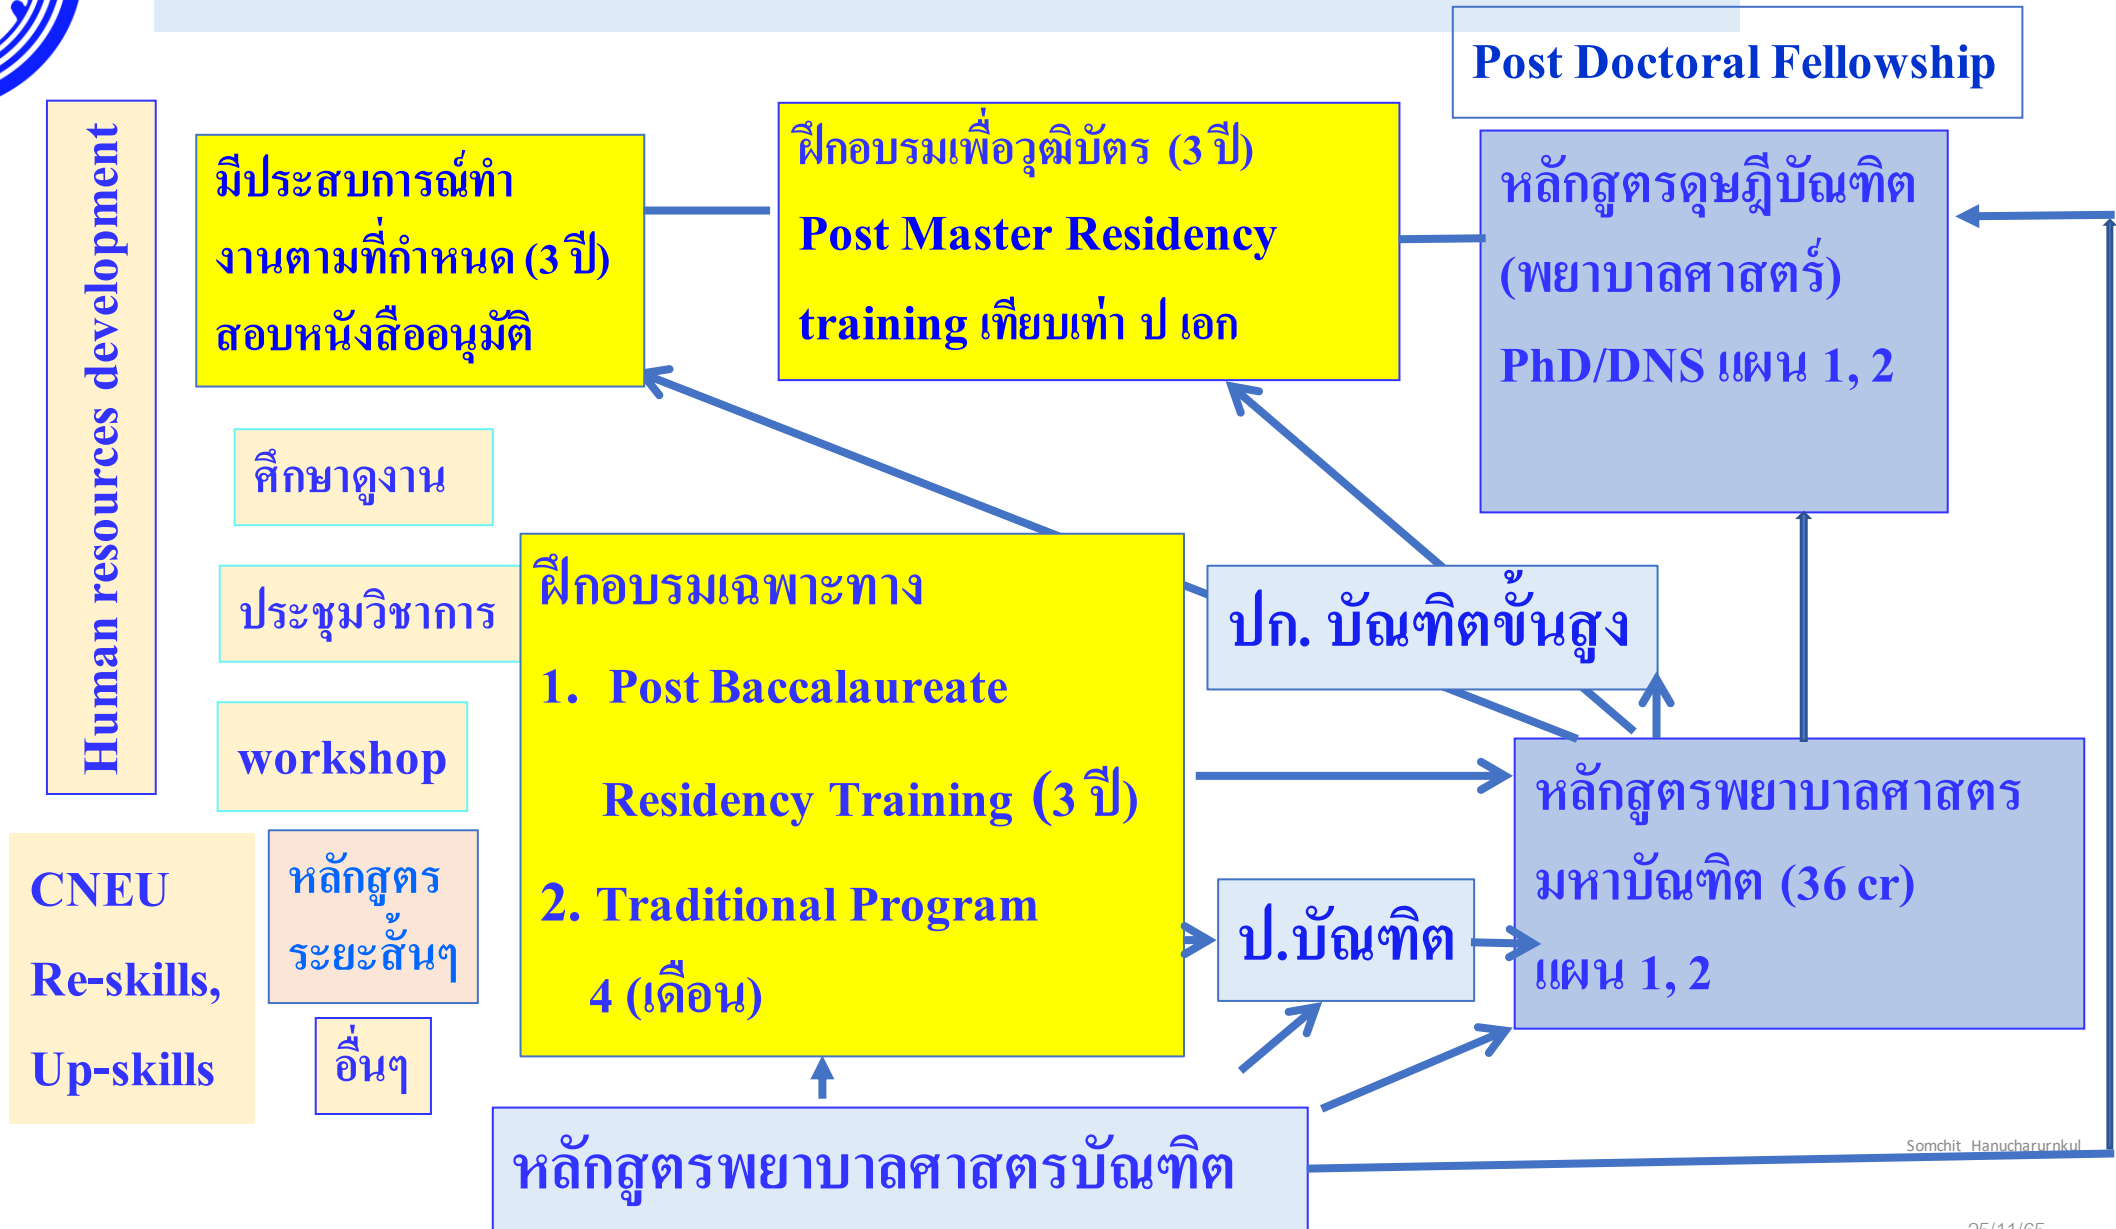 Post Doctoral Fellowship
Human resources development
มีประสบการณ์ทำ
งานตามที่กำหนด (3 ปี)
สอบหนังสืออนุมัติ
ฝึกอบรมเพื่อวุฒิบัตร (3 ปี)
Post Master Residency
training เทียบเท่า ป เอก
หลักสูตรดุษฎีบัณฑิต
(พยาบาลศาสตร์)
PhD/DNS แผน 1, 2
ศึกษาดูงาน
ประชุมวิชาการ
workshop
หลักสูตร
ระยะสั้นๆ
อื่นๆ
CNEU
Re-skills,
Up-skills
ฝึกอบรมเฉพาะทาง
1. Post Baccalaureate
Residency Training (3 ปี)
2. Traditional Program
4 (เดือน)
ปก. บัณฑิตขั้นสูง
ป.บัณฑิต
หลักสูตรพยาบาลศาสตร
มหาบัณฑิต (36 cr)
แผน 1, 2
หลักสูตรพยาบาลศาสตรบัณฑิต
Somchit Hanucharurnkul
25/11/65